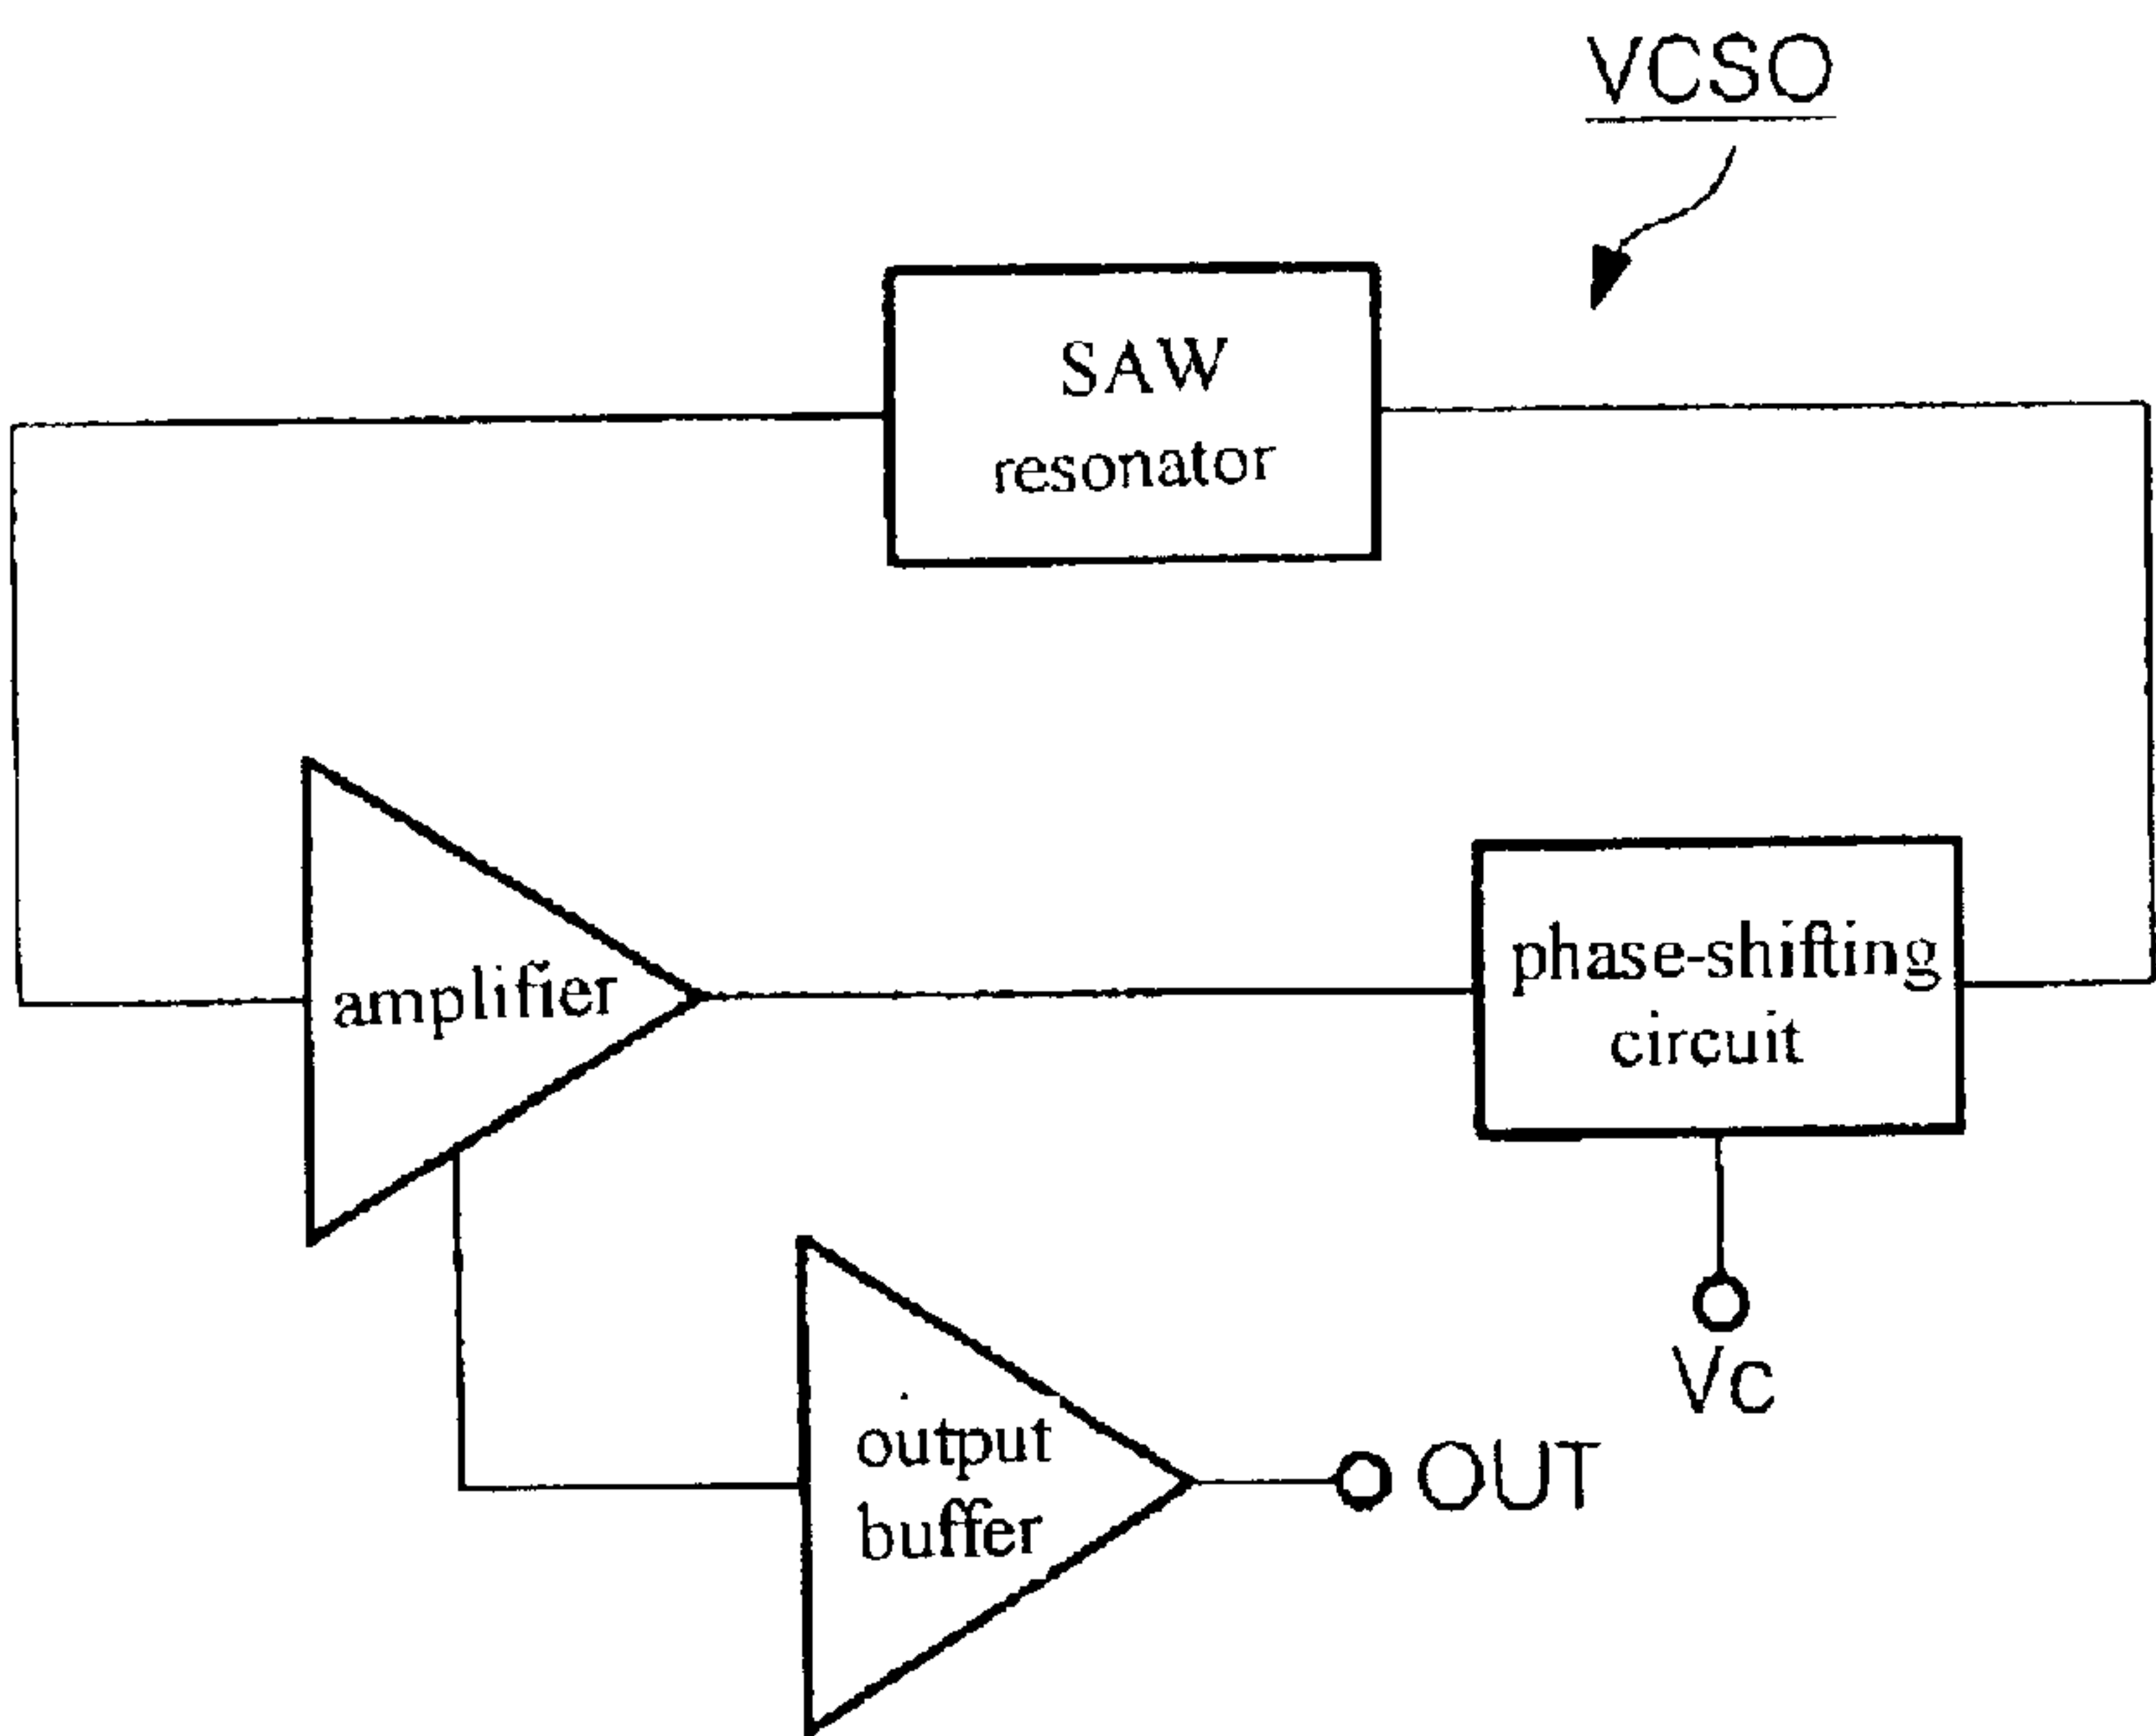 VCSO
SAW
resonator
amplifier
phase-shifting
circuit
Vc
output
buffer
OUT